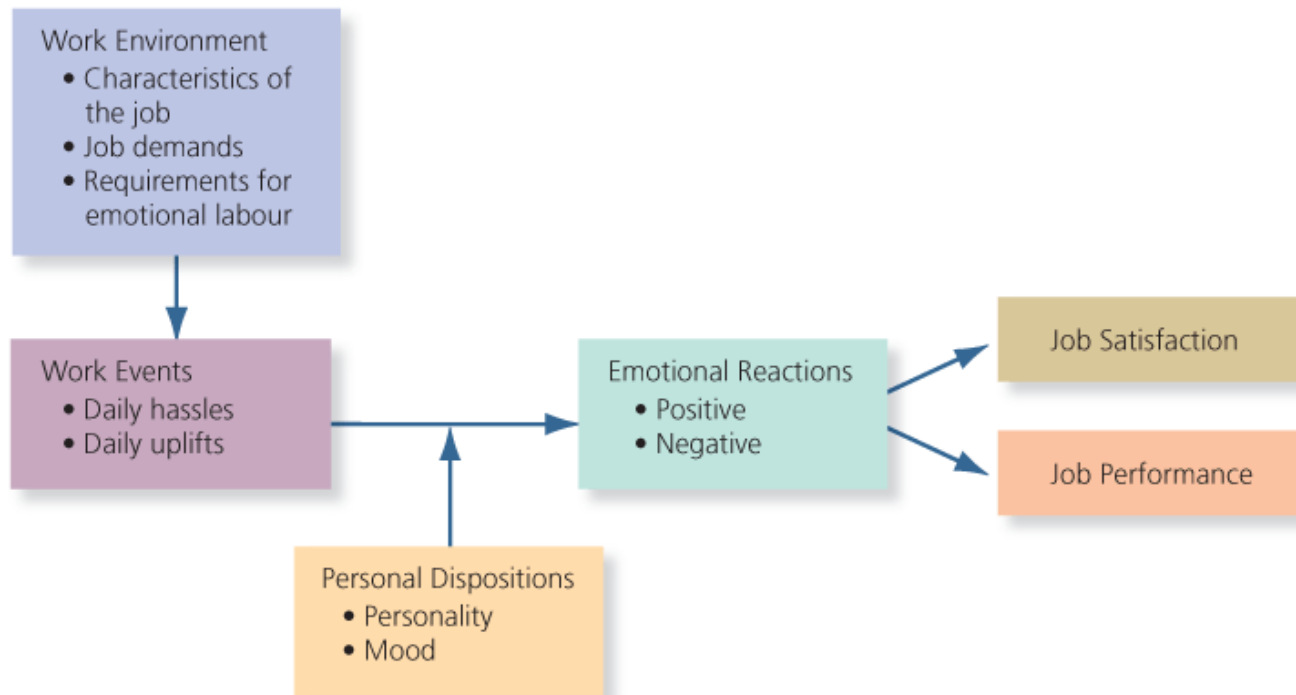 Work Environment
• Characteristics of
the job
• Job demands
• Requirements for
emotional labour
Work Events
• Daily hassles
• Daily uplifts
Emotional Reactions
• Positive
• Negative
Job Satisfaction
Job Performance
Personal Dispositions
• Personality
• Mood